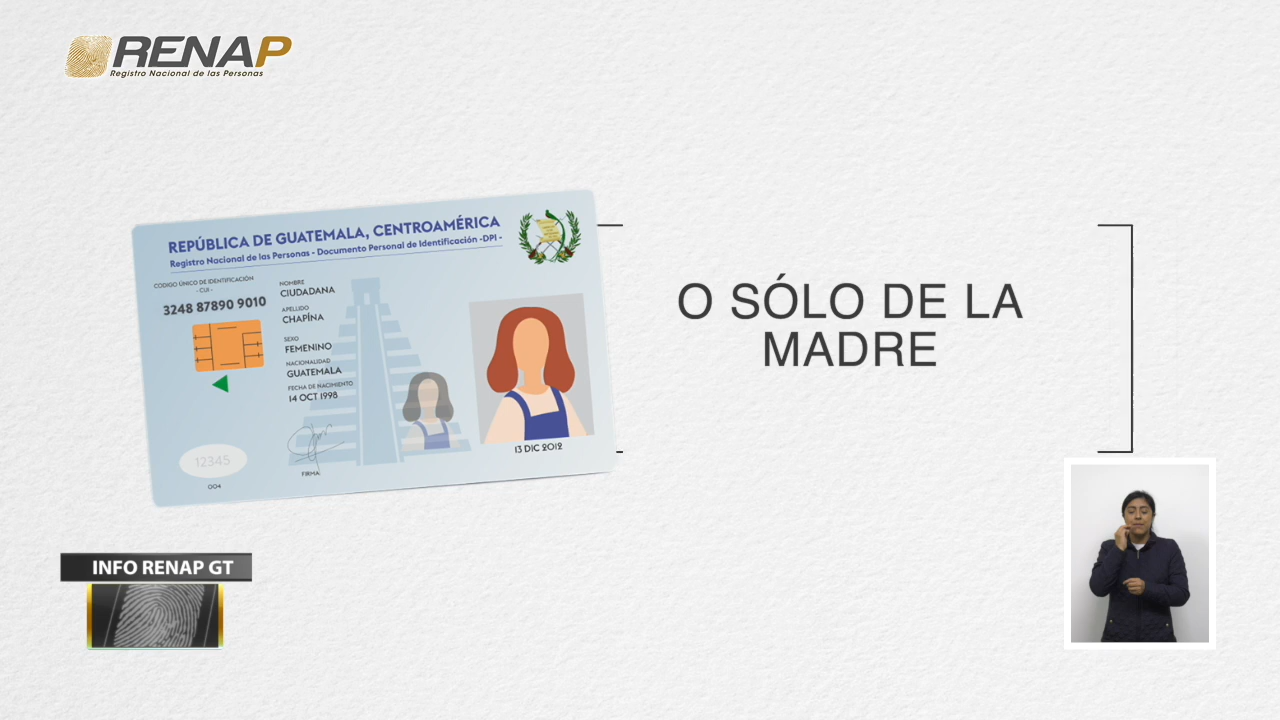 RENAP
Registro Nacional de las Personas
REPÚBLICA DE GUATEMALA, CENTROAMÉRICA
Registro Nacional de las Personas - Documento Personal de Identificación -DPI -
CODIGO ÚNICO DE IDENTIFICACIÓN
- CUI -
3248 87890 9010
NOMBRE
CIUDADANA
APELLIDO
CHAPÍNA
SEXO
FEMENINO
NACIONALIDAD
GUATEMALA
FECHA DE NACIMIENTO
14 OCT 1998
12345
004
FIRMA
13 DIC 2012
O SÓLO DE LA
MADRE
INFO RENAP GT